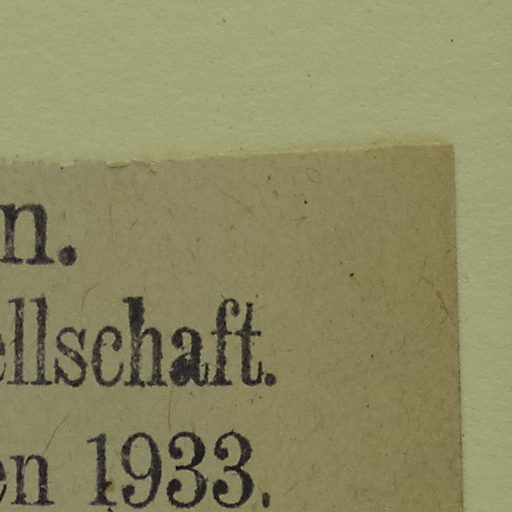 n.
ellschaft.
en 1933.